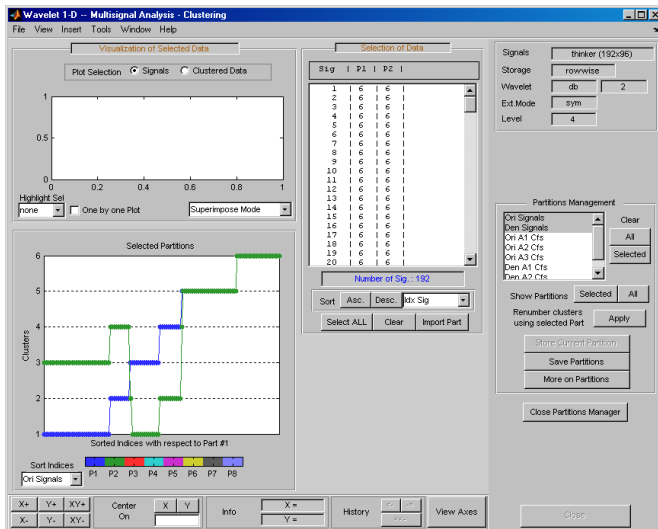 Wavelet 1-D -- Multisignal Analysis - Clustering
File View Insert Tools Window Help
Visualization of Selected Data
Plot Selection Signals Clustered Data
1
0.5
0
0 0.2 0.4 0.6 0.8 1
Highlight Sel
none One by one Plot Superimpose Mode
Selected Partitions
6
5
4
3
2
1
Clusters
Sorted Indices with respect to Part #1
Sort Indices
Ori Signals
P1 P2 P3 P4 P5 P6 P7 P8
Selection of Data
Sig | P1 | P2 |
1 | 6 | 6 |
2 | 6 | 6 |
3 | 6 | 6 |
4 | 6 | 6 |
5 | 6 | 6 |
6 | 6 | 6 |
7 | 6 | 6 |
8 | 6 | 6 |
9 | 6 | 6 |
10 | 6 | 6 |
11 | 6 | 6 |
12 | 6 | 6 |
13 | 6 | 6 |
14 | 6 | 6 |
15 | 6 | 6 |
16 | 6 | 6 |
17 | 6 | 6 |
18 | 6 | 6 |
19 | 6 | 6 |
20 | 6 | 6 |
Number of Sig. : 192
Sort Asc. Desc. Idx Sig
Select ALL Clear Import Part
Signals thinker (192x96)
Storage rowwise
Wavelet db 2
Ext.Mode sym
Level 4
Partitions Management
Ori Signals
Den Signals
Ori A1 Cfs
Ori A2 Cfs
Ori A3 Cfs
Den A1 Cfs
Den A2 Cfs
Clear
All
Selected
Show Partitions Selected All
Renumber clusters
using selected Part
Apply
Store Current Partition
Save Partitions
More on Partitions
Close Partitions Manager
X+ Y+ XY+
X- Y- XY-
Center
On
X Y
Info
X =
Y =
History
<- ->
<<-
View Axes
Close